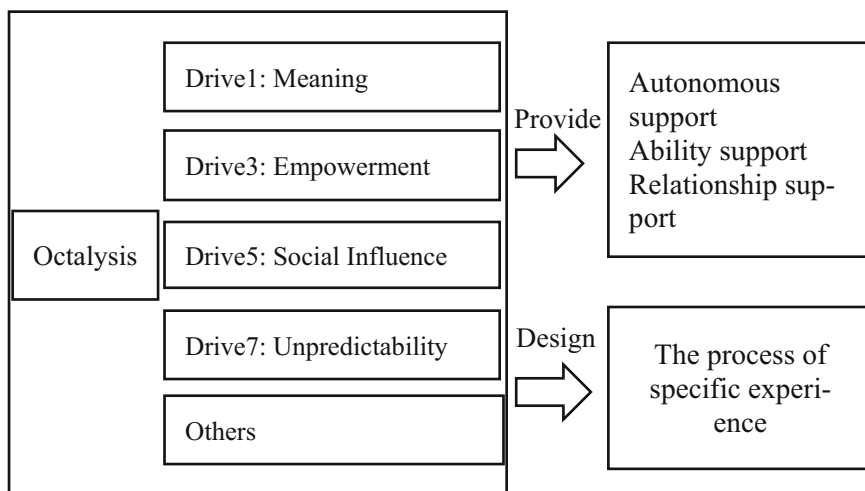 Drive1: Meaning
Drive3: Empowerment
Octalysis
Drive5: Social Influence
Drive7: Unpredictability
Others
Provide
Autonomous
support
Ability support
Relationship sup-
port
Design
The process of
specific experi-
ence